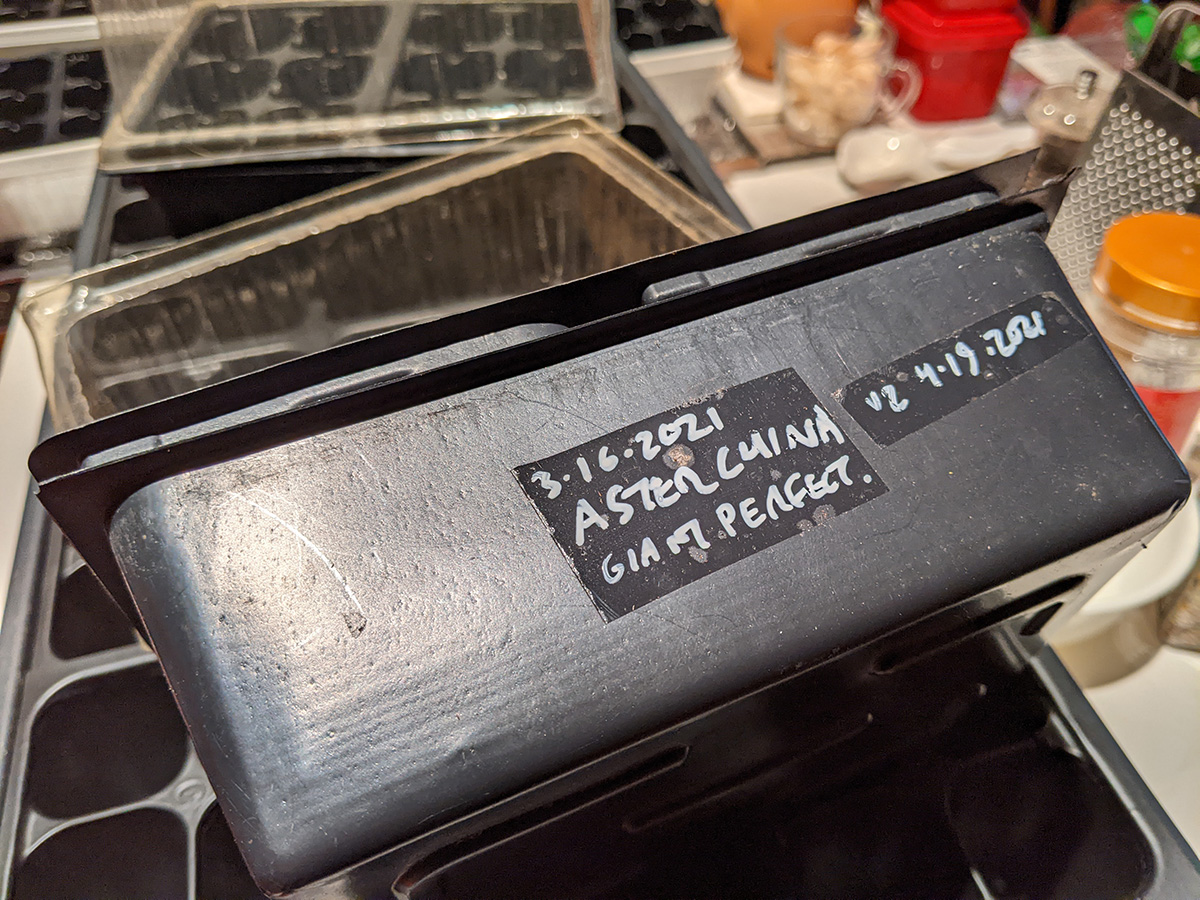 3.16.2021
ASTER CHINA
GIANT PERFECT.
v2 4.19.2021